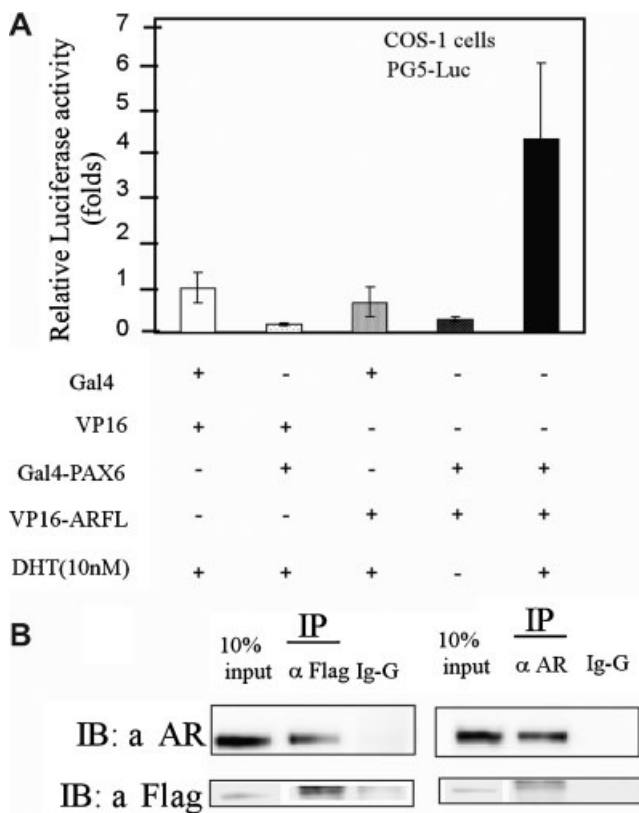 A
COS-1 cells
PG5-Luc
Relative Luciferase activity
(folds)
7
6
5
4
3
2
1
0
Gal4 + - + - -
VP16 + + - - -
Gal4-PAX6 - + - + +
VP16-ARFL - - + + +
DHT(10nM) + + + - +
B
10% input IP α Flag Ig-G
10% input IP α AR Ig-G
IB: a AR
IB: a Flag